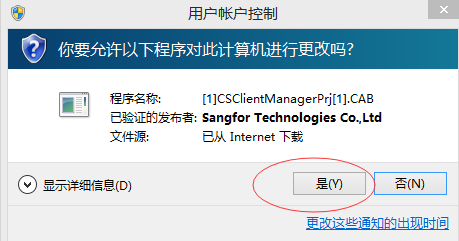 用户帐户控制
你要允许以下程序对此计算机进行更改吗?
程序名称: [1]CSClientManagerPrj[1].CAB
已验证的发布者: Sangfor Technologies Co.,Ltd
文件源: 已从 Internet 下载
显示详细信息(D)
是(Y)
否(N)
更改这些通知的出现时间